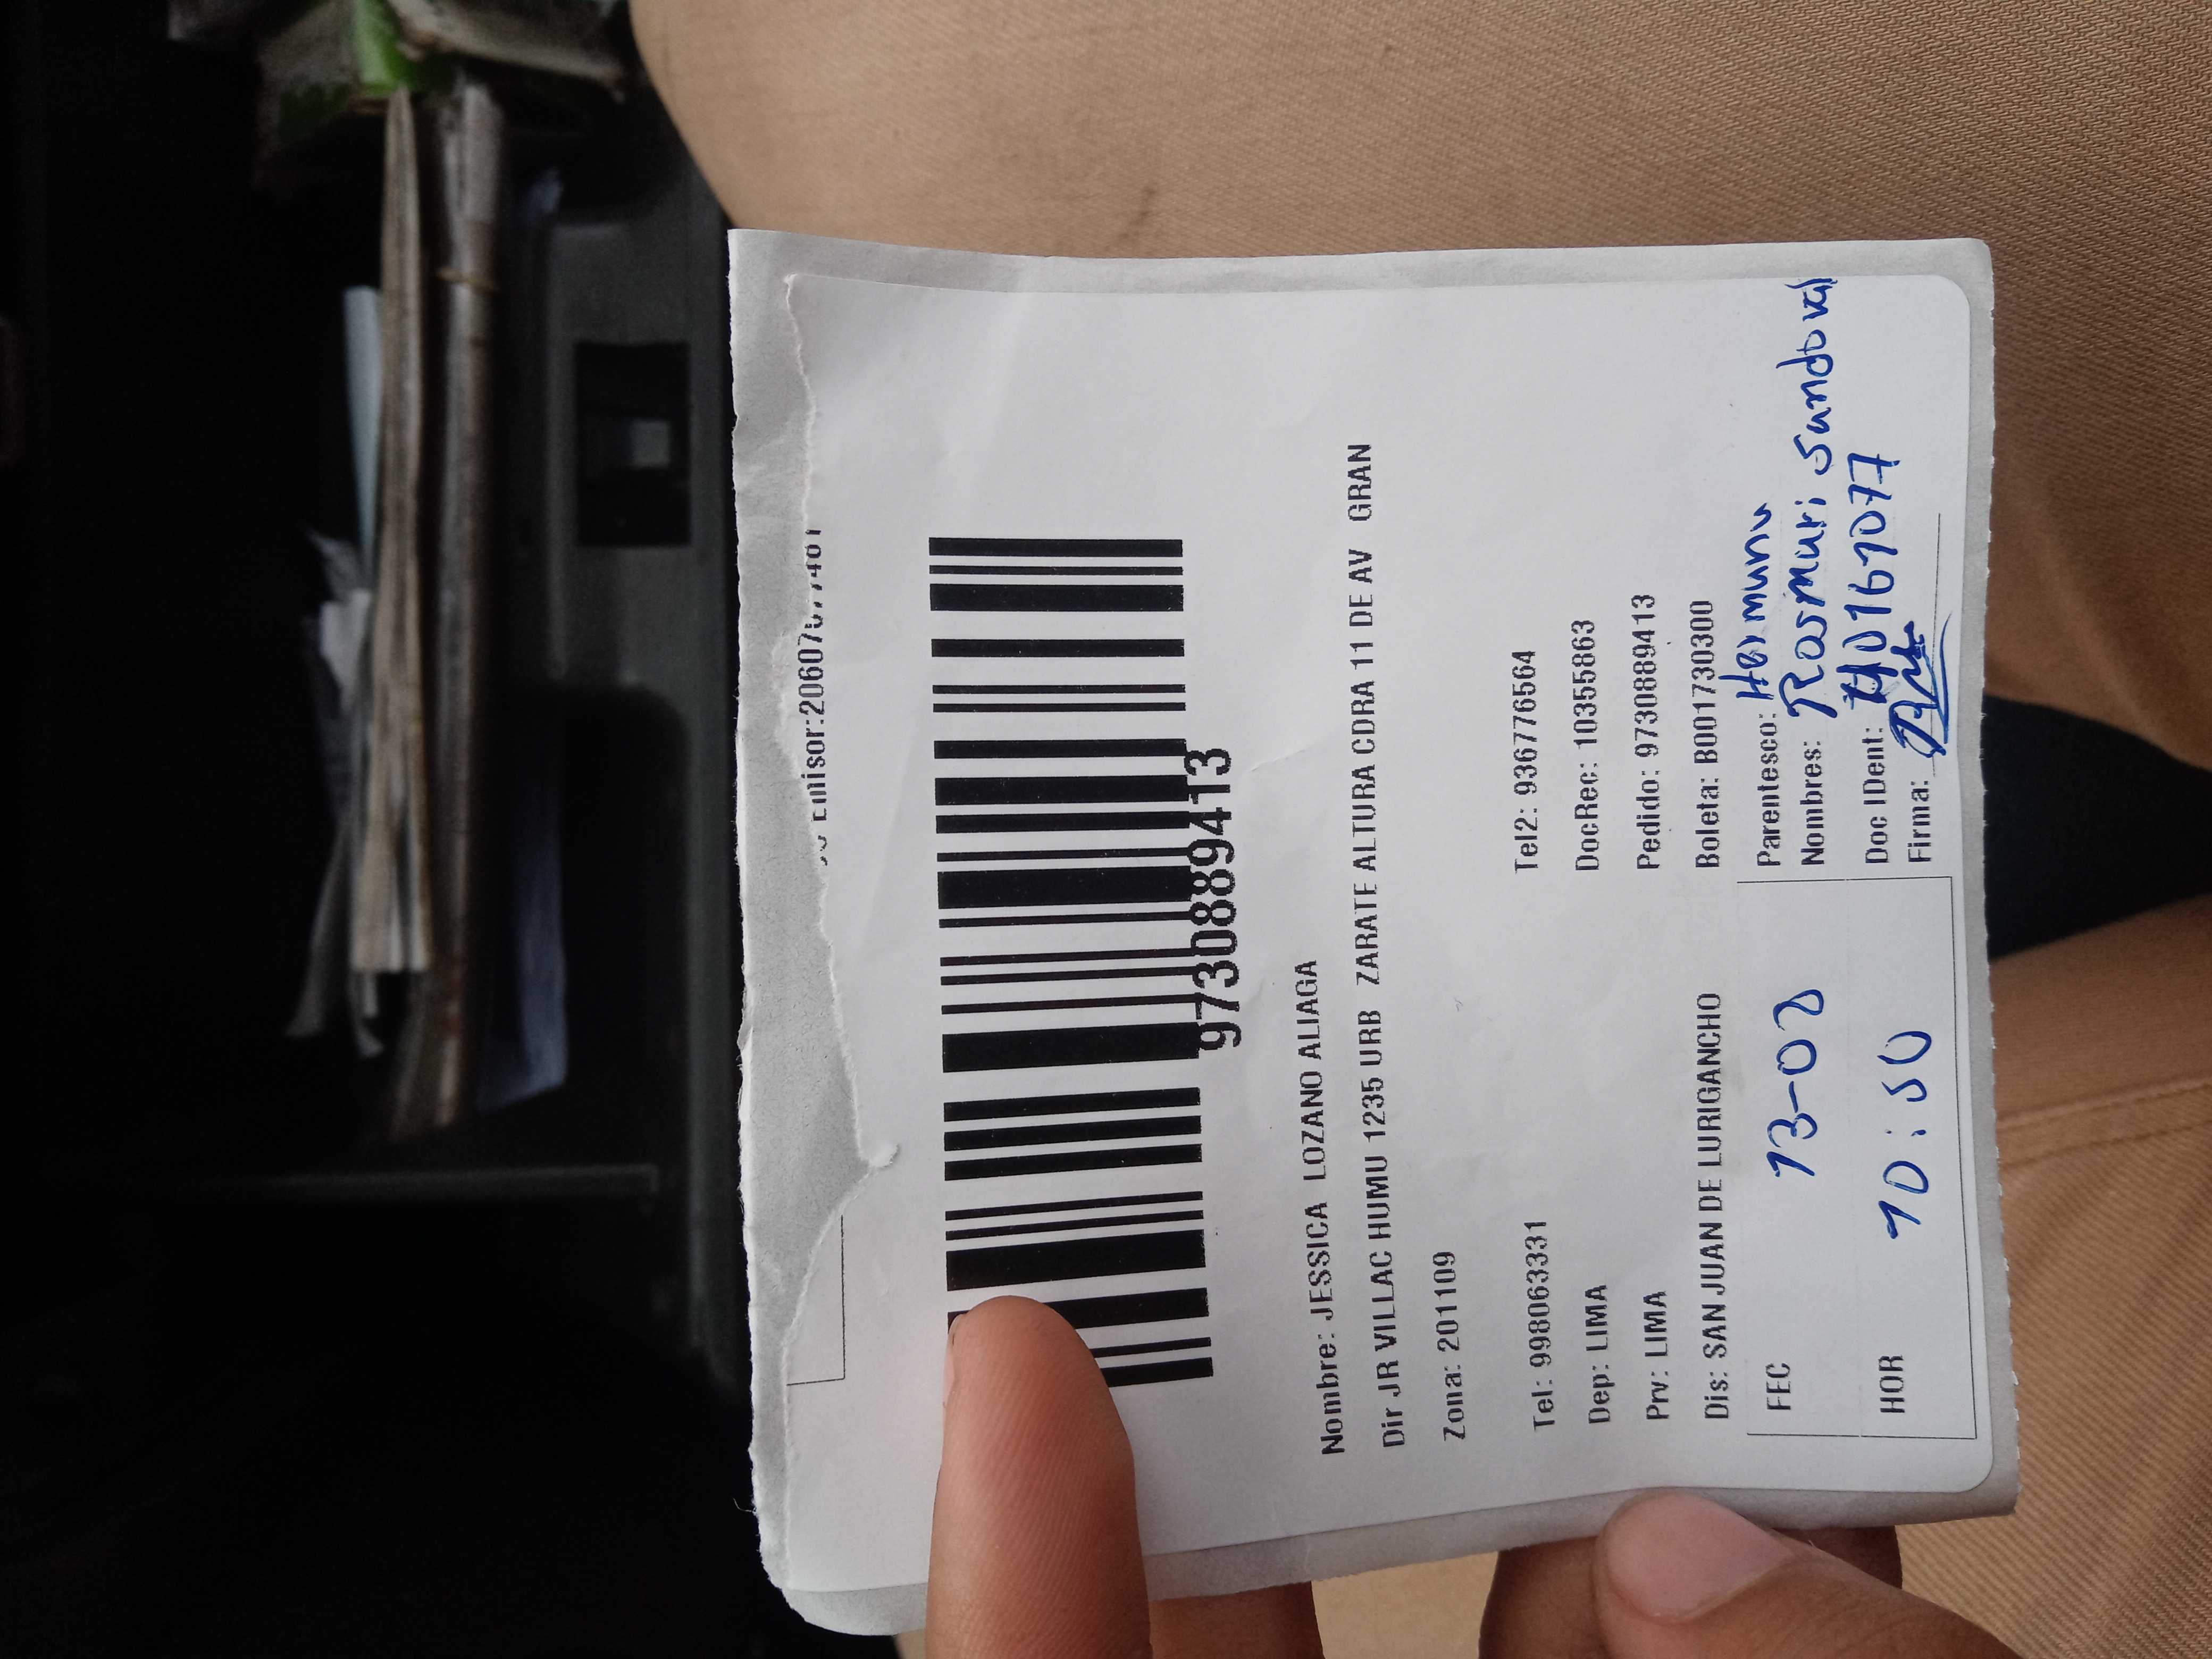 Emisor:20607
9730889413
Nombre: JESSICA LOZANO ALIAGA
Dir JR VILLAC HUMU 1235 URB ZARATE ALTURA CDRA 11 DE AV GRAN
Zona: 201109
Tel: 998063331 Tel2: 936776564
Dep: LIMA DocRec: 10355863
Prv: LIMA Pedido: 9730889413
Dis: SAN JUAN DE LURIGANCHO Boleta: B001730300
FEC 13-02 Parentesco: Hermana
Nombres: Rosmari Sandoval
HOR 10:50 Doc IDent:
Firma: